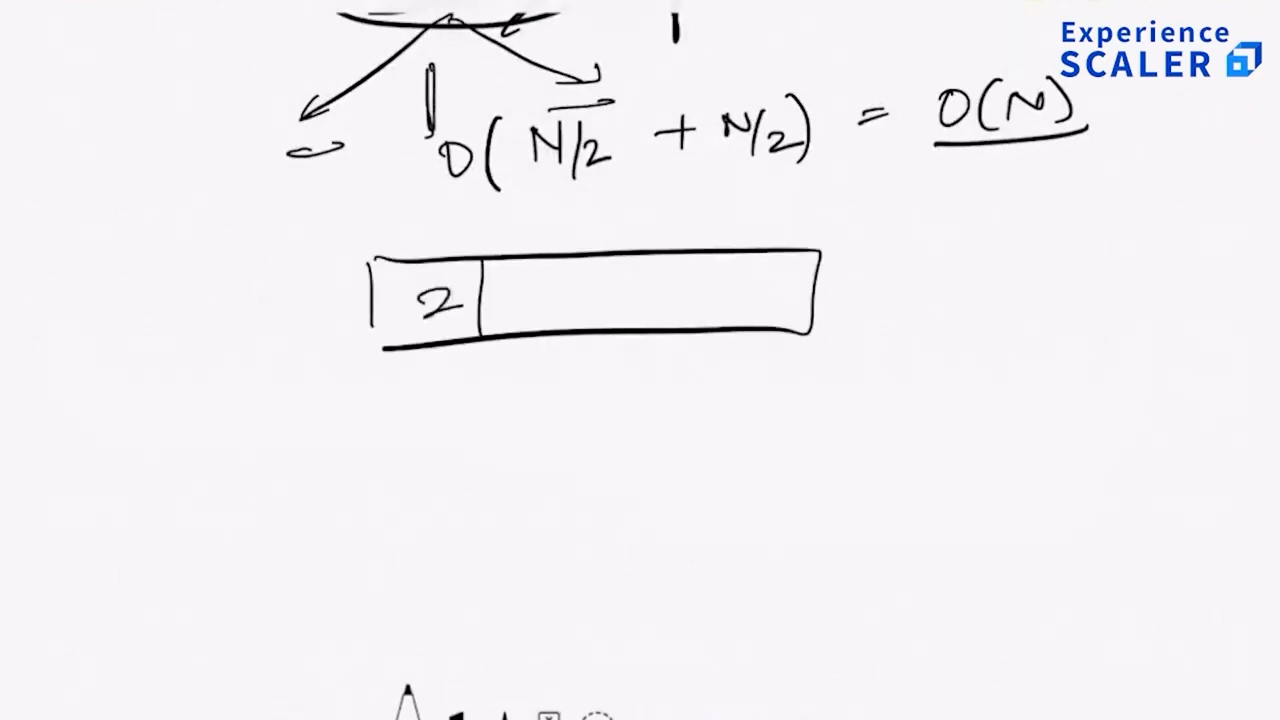 Experience
SCALER
O(N/2 + N/2) = O(N)
2